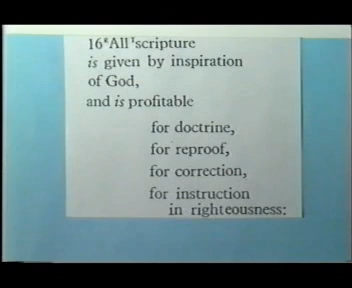 16 "All 'scripture
is given by inspiration
of God,
and is profitable
for doctrine,
for reproof,
for correction,
for instruction
in righteousness: